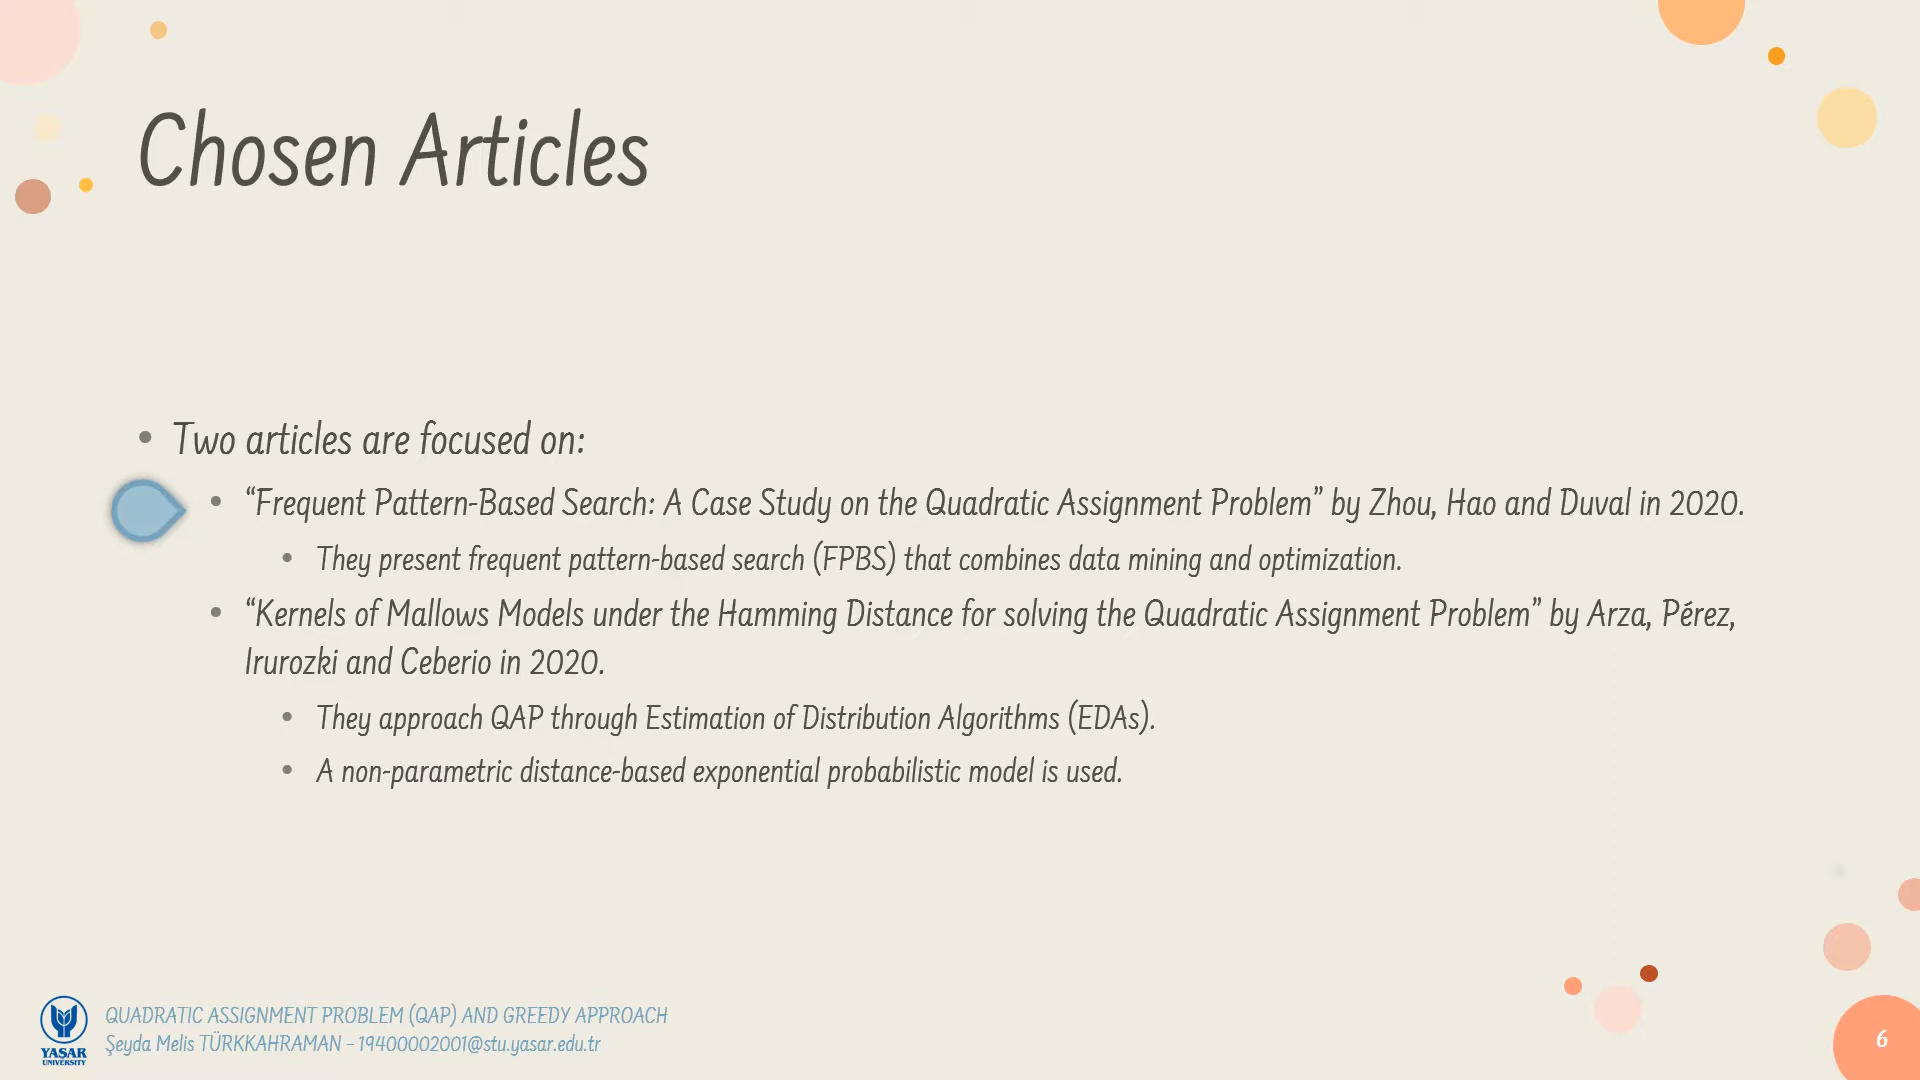 Chosen Articles
• Two articles are focused on:
• “Frequent Pattern-Based Search: A Case Study on the Quadratic Assignment Problem” by Zhou, Hao and Duval in 2020.
• They present frequent pattern-based search (FPBS) that combines data mining and optimization.
• “Kernels of Mallows Models under the Hamming Distance for solving the Quadratic Assignment Problem” by Arza, Pérez,
Irurozki and Ceberio in 2020.
• They approach QAP through Estimation of Distribution Algorithms (EDAs).
• A non-parametric distance-based exponential probabilistic model is used.
YAŞAR
UNIVERSITY
QUADRATIC ASSIGNMENT PROBLEM (QAP) AND GREEDY APPROACH
Şeyda Melis TÜRKKAHRAMAN – 19400002001@stu.yasar.edu.tr
6